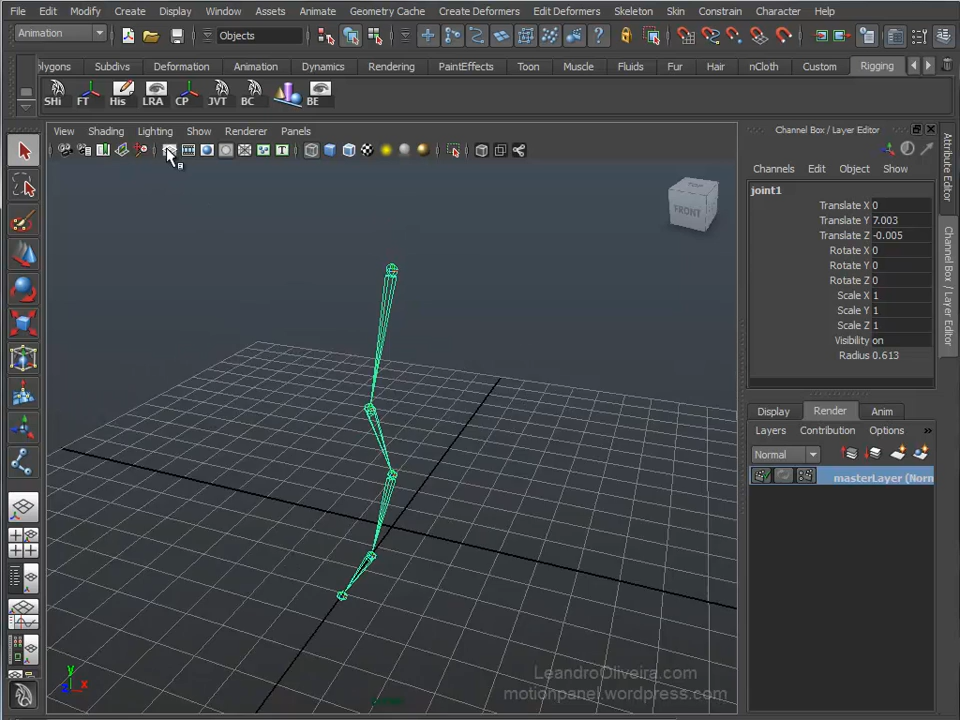 File Edit Modify Create Display Window Assets Animate Geometry Cache Create Deformers Edit Deformers Skeleton Skin Constrain Character Help
Animation Objects
olygons Subdivs Deformation Animation Dynamics Rendering PaintEffects Toon Muscle Fluids Fur Hair nCloth Custom Rigging
SHi FT His LRA CP JVT BC BE
View Shading Lighting Show Renderer Panels
Channel Box / Layer Editor
Channels Edit Object Show
joint1
Translate X 0
Translate Y 7.003
Translate Z -0.005
Rotate X 0
Rotate Y 0
Rotate Z 0
Scale X 1
Scale Y 1
Scale Z 1
Visibility on
Radius 0.613
Attribute Editor
Channel Box / Layer Editor
FRONT
Display Render Anim
Layers Contribution Options »
Normal
masterLayer (Norn
y
z x
LeandroOliveira.com
motionpanel.wordpress.com